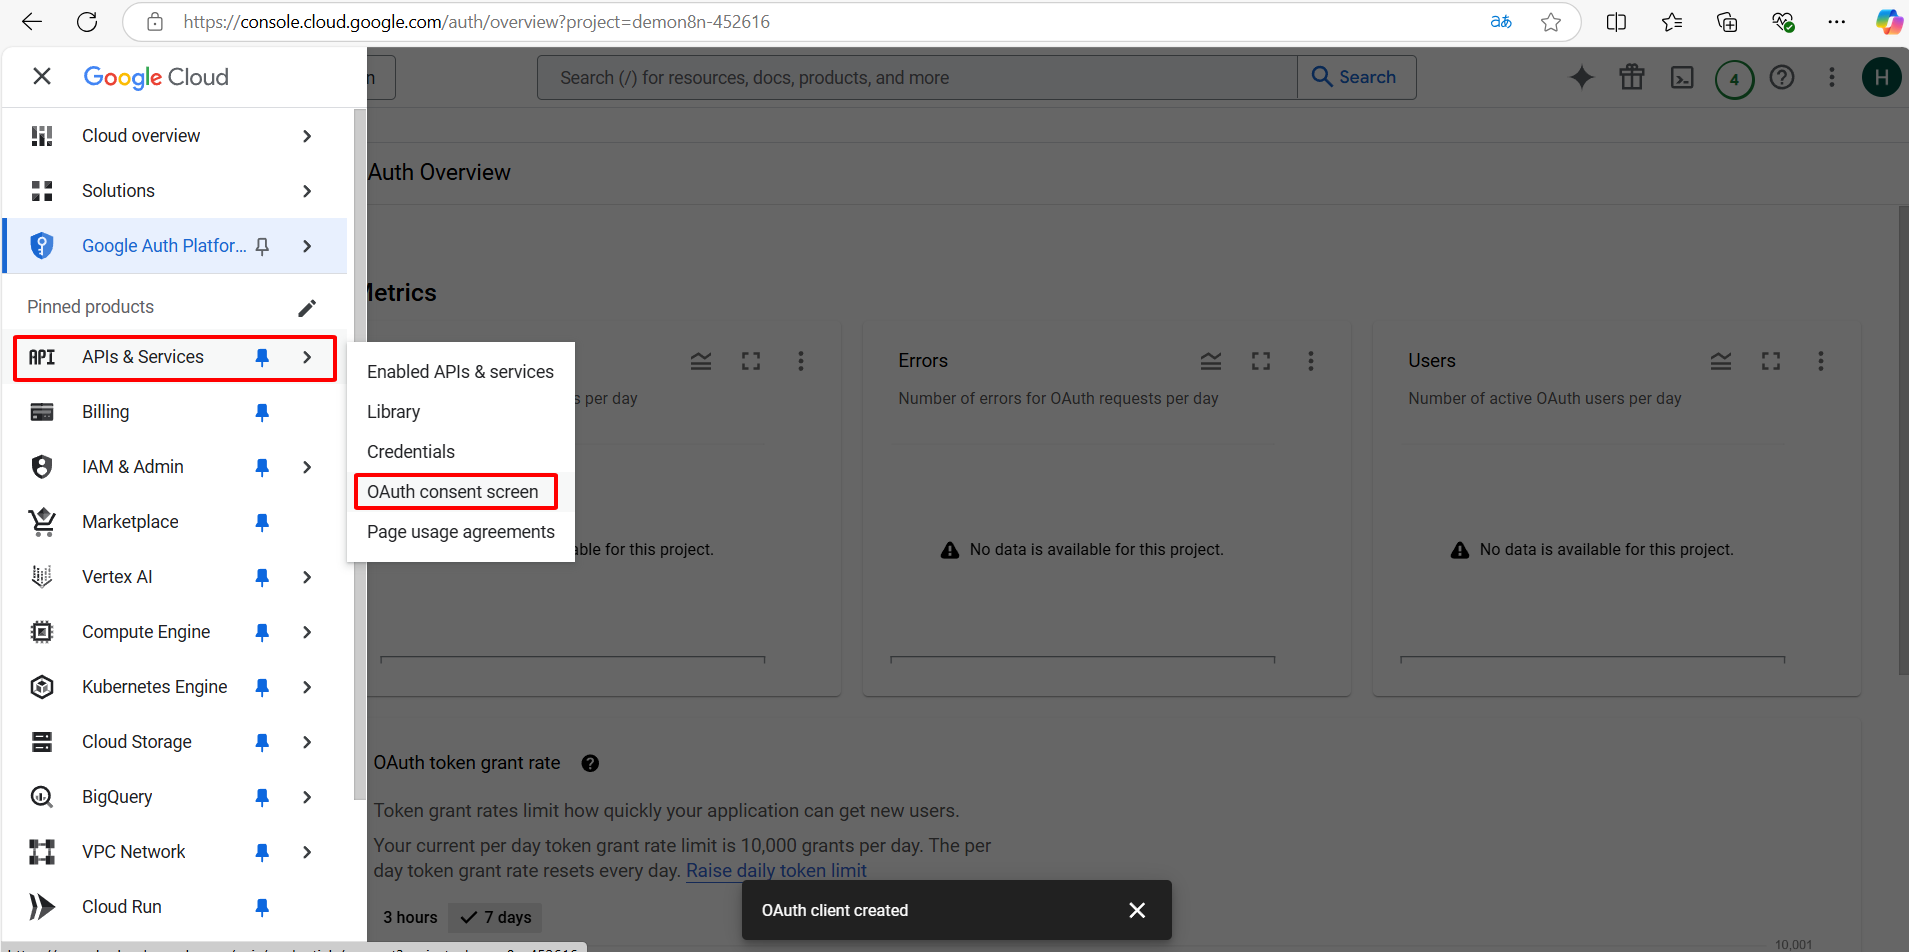 https://console.cloud.google.com/auth/overview?project=demon8n-452616
Google Cloud
Search (/) for resources, docs, products, and more
Search
4
H
Cloud overview
Solutions
Google Auth Platfor...
Pinned products
API APIs & Services
Billing
IAM & Admin
Marketplace
Vertex AI
Compute Engine
Kubernetes Engine
Cloud Storage
BigQuery
VPC Network
Cloud Run
Enabled APIs & services
Library
Credentials
OAuth consent screen
Page usage agreements
Auth Overview
Metrics
s per day
able for this project.
Errors
Number of errors for OAuth requests per day
No data is available for this project.
Users
Number of active OAuth users per day
No data is available for this project.
OAuth token grant rate
Token grant rates limit how quickly your application can get new users.
Your current per day token grant rate limit is 10,000 grants per day. The per
day token grant rate resets every day. Raise daily token limit
3 hours
7 days
OAuth client created
10,001